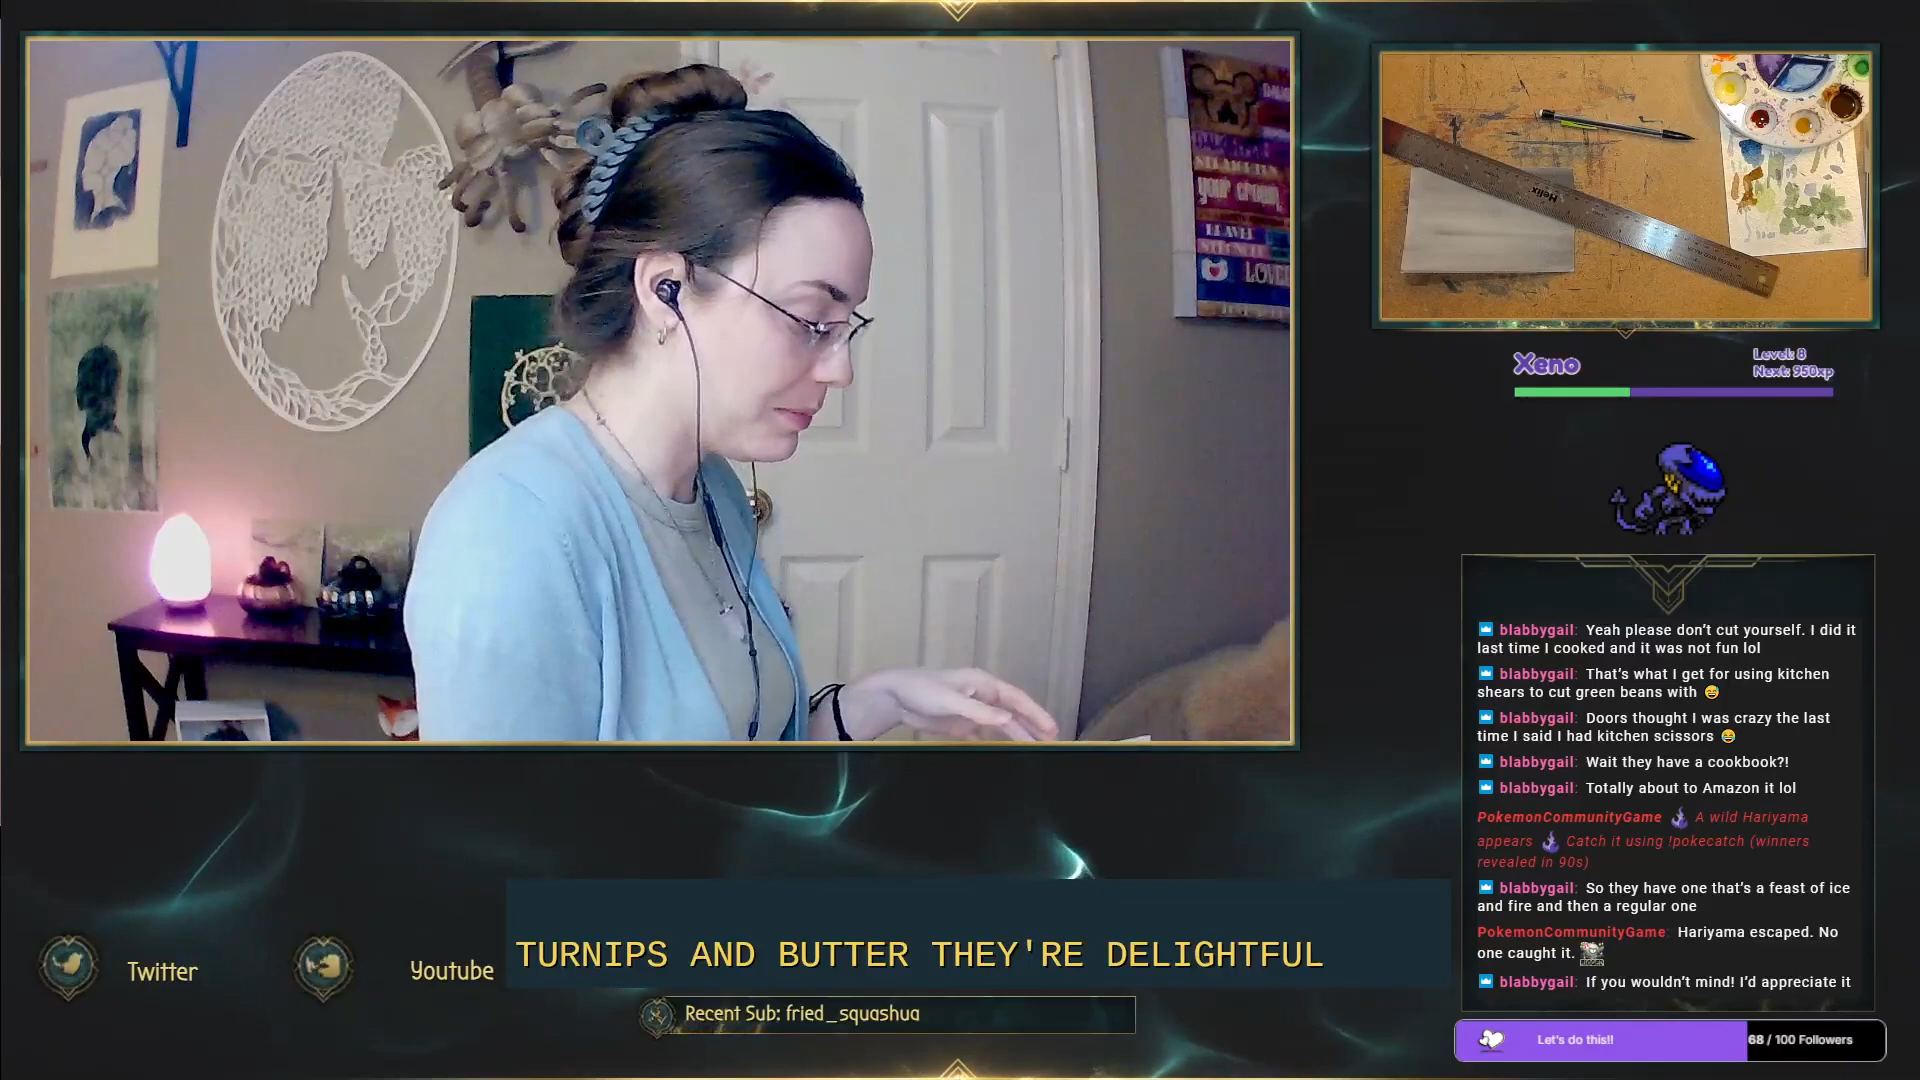 your crown
LOVE
Helix
Xeno
Level: 8
Next: 950xp
blabbygail: Yeah please don't cut yourself. I did it
last time I cooked and it was not fun lol
blabbygail: That's what I get for using kitchen
shears to cut green beans with 😅
blabbygail: Doors thought I was crazy the last
time I said I had kitchen scissors 😂
blabbygail: Wait they have a cookbook?!
blabbygail: Totally about to Amazon it lol
PokemonCommunityGame A wild Hariyama
appears Catch it using !pokecatch (winners
revealed in 90s)
blabbygail: So they have one that's a feast of ice
and fire and then a regular one
PokemonCommunityGame: Hariyama escaped. No
one caught it.
blabbygail: If you wouldn't mind! I'd appreciate it
Twitter
Youtube
TURNIPS AND BUTTER THEY'RE DELIGHTFUL
Recent Sub: fried_squashua
Let's do this!!
68 / 100 Followers